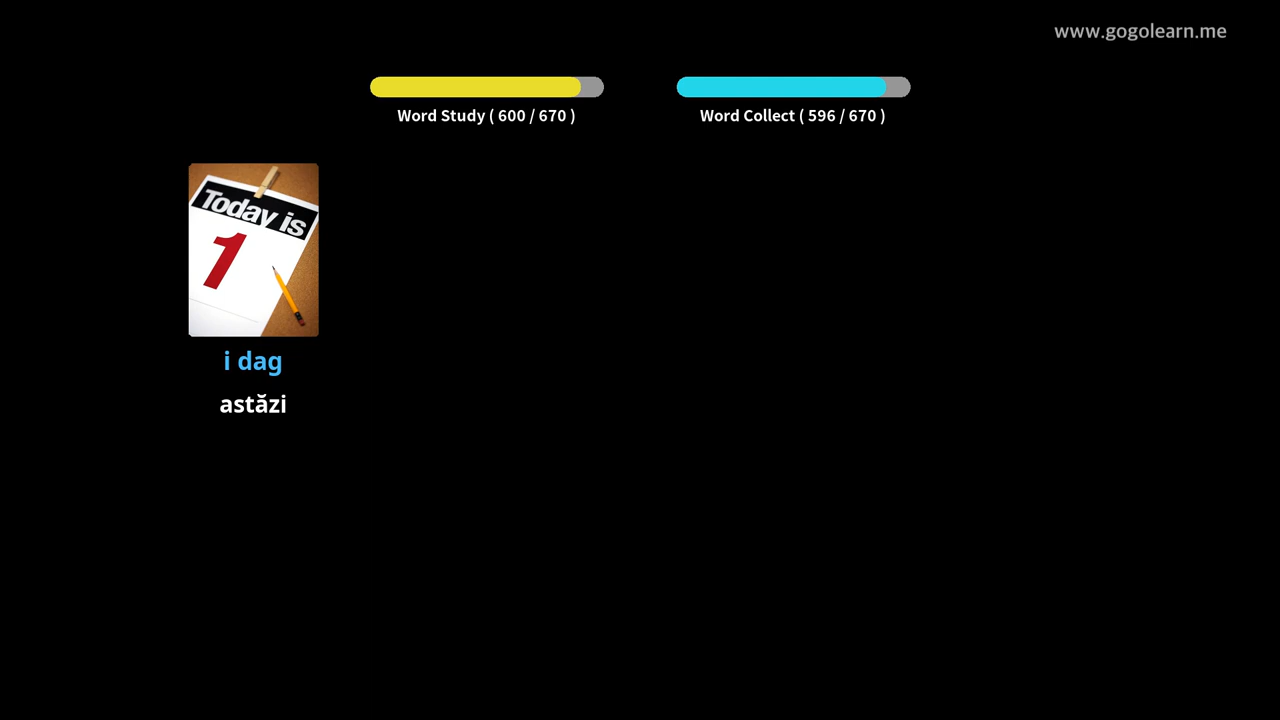 www.gogolearn.me
Word Study ( 600 / 670 )
Word Collect ( 596 / 670 )
Today is
1
i dag
astăzi